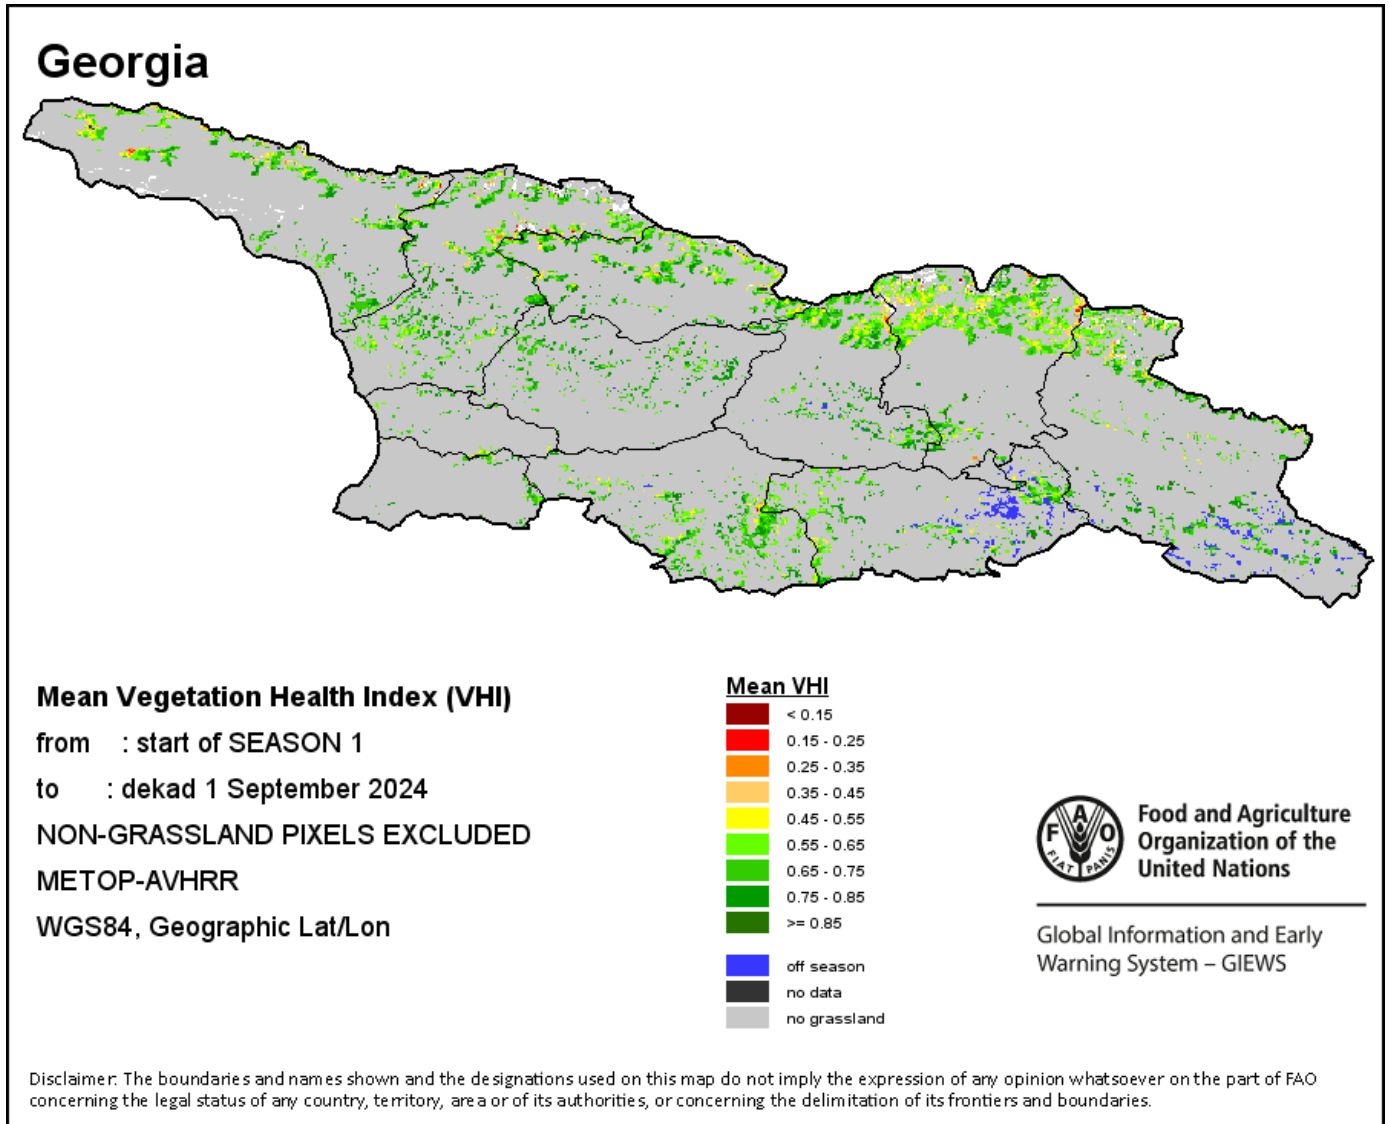 Georgia
Mean Vegetation Health Index (VHI)
from : start of SEASON 1
to : dekad 1 September 2024
NON-GRASSLAND PIXELS EXCLUDED
METOP-AVHRR
WGS84, Geographic Lat/Lon
Mean VHI
< 0.15
0.15 - 0.25
0.25 - 0.35
0.35 - 0.45
0.45 - 0.55
0.55 - 0.65
0.65 - 0.75
0.75 - 0.85
>= 0.85
off season
no data
no grassland
F A O
FIAT PANIS
Food and Agriculture
Organization of the
United Nations
Global Information and Early
Warning System – GIEWS
Disclaimer: The boundaries and names shown and the designations used on this map do not imply the expression of any opinion whatsoever on the part of FAO
concerning the legal status of any country, territory, area or of its authorities, or concerning the delimitation of its frontiers and boundaries.